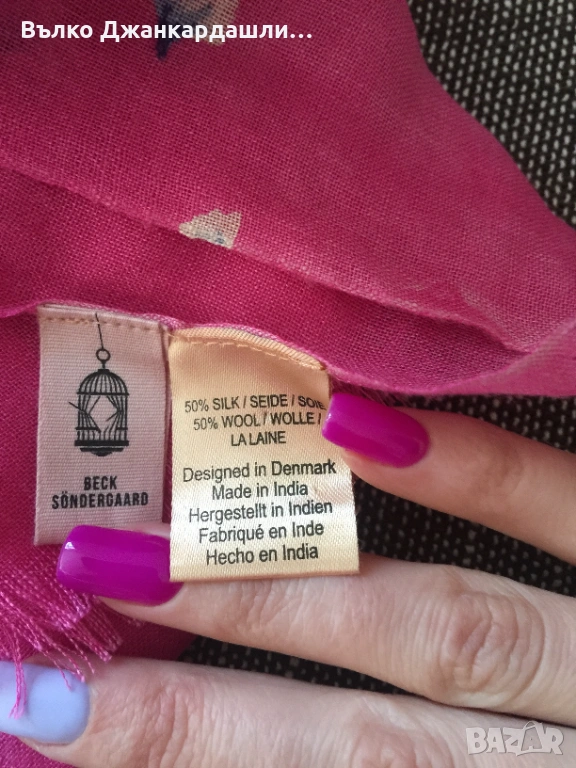 Вълко Джанкардашли...
BECK
SÖNDERGAARD
50% SILK / SEIDE / SOIE
50% WOOL / WOLLE /
LA LAINE
Designed in Denmark
Made in India
Hergestellt in Indien
Fabriqué en Inde
Hecho en India
BAZAR